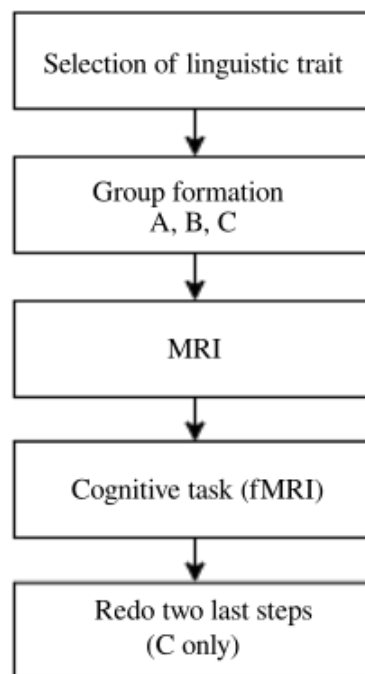 Selection of linguistic trait
Group formation
A, B, C
MRI
Cognitive task (fMRI)
Redo two last steps
(C only)